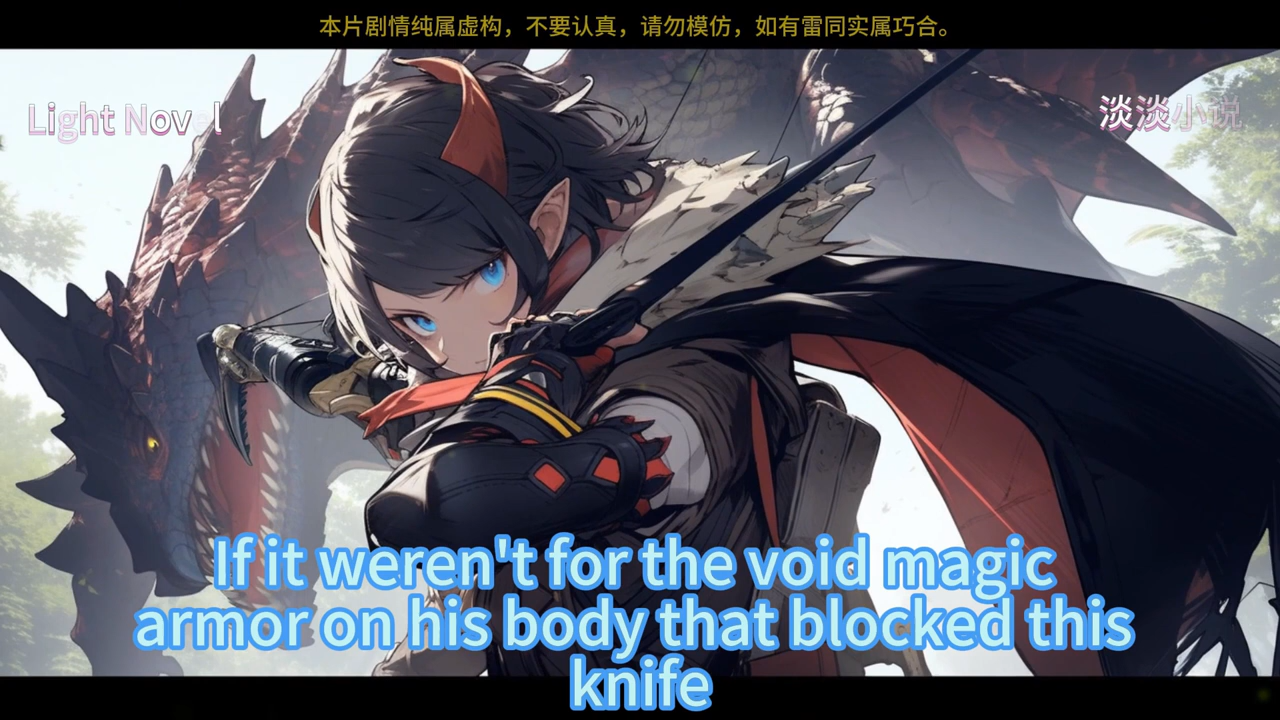 本片剧情纯属虚构，不要认真，请勿模仿，如有雷同实属巧合。
Light Novel
淡淡小说
If it weren't for the void magic
armor on his body that blocked this
knife